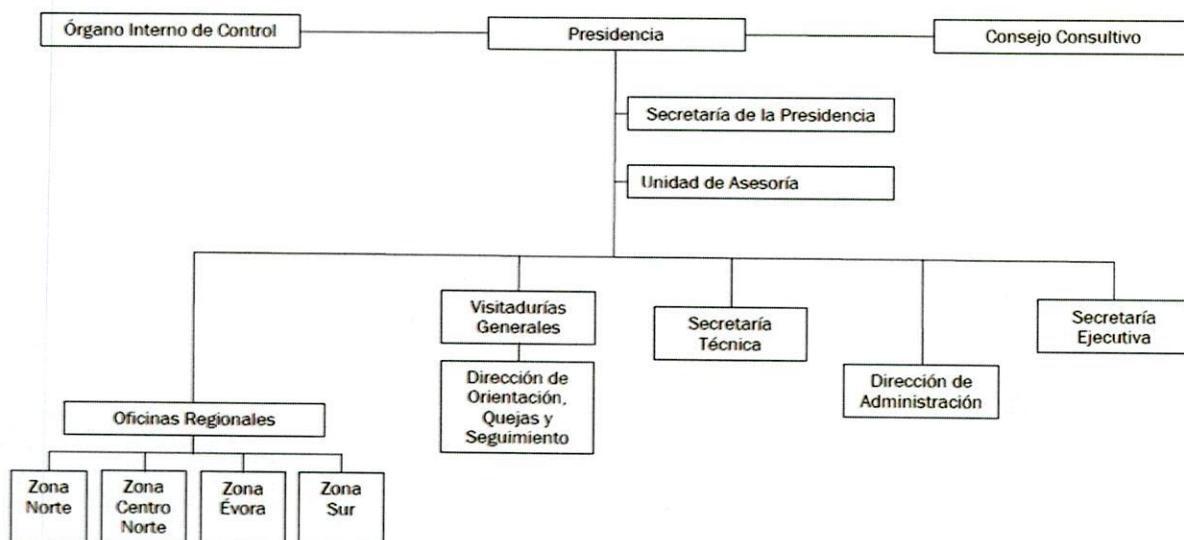 Órgano Interno de Control
Presidencia
Consejo Consultivo
Secretaría de la Presidencia
Unidad de Asesoría
Visitadurías
Generales
Secretaría
Técnica
Secretaría
Ejecutiva
Dirección de
Orientación,
Quejas y
Seguimiento
Dirección de
Administración
Oficinas Regionales
Zona
Norte
Zona
Centro
Norte
Zona
Évora
Zona
Sur